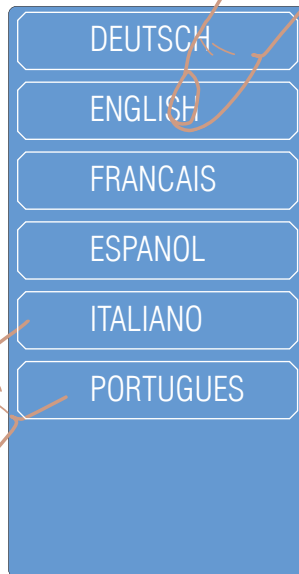 DEUTSCH
ENGLISH
FRANCAIS
ESPANOL
ITALIANO
PORTUGUES